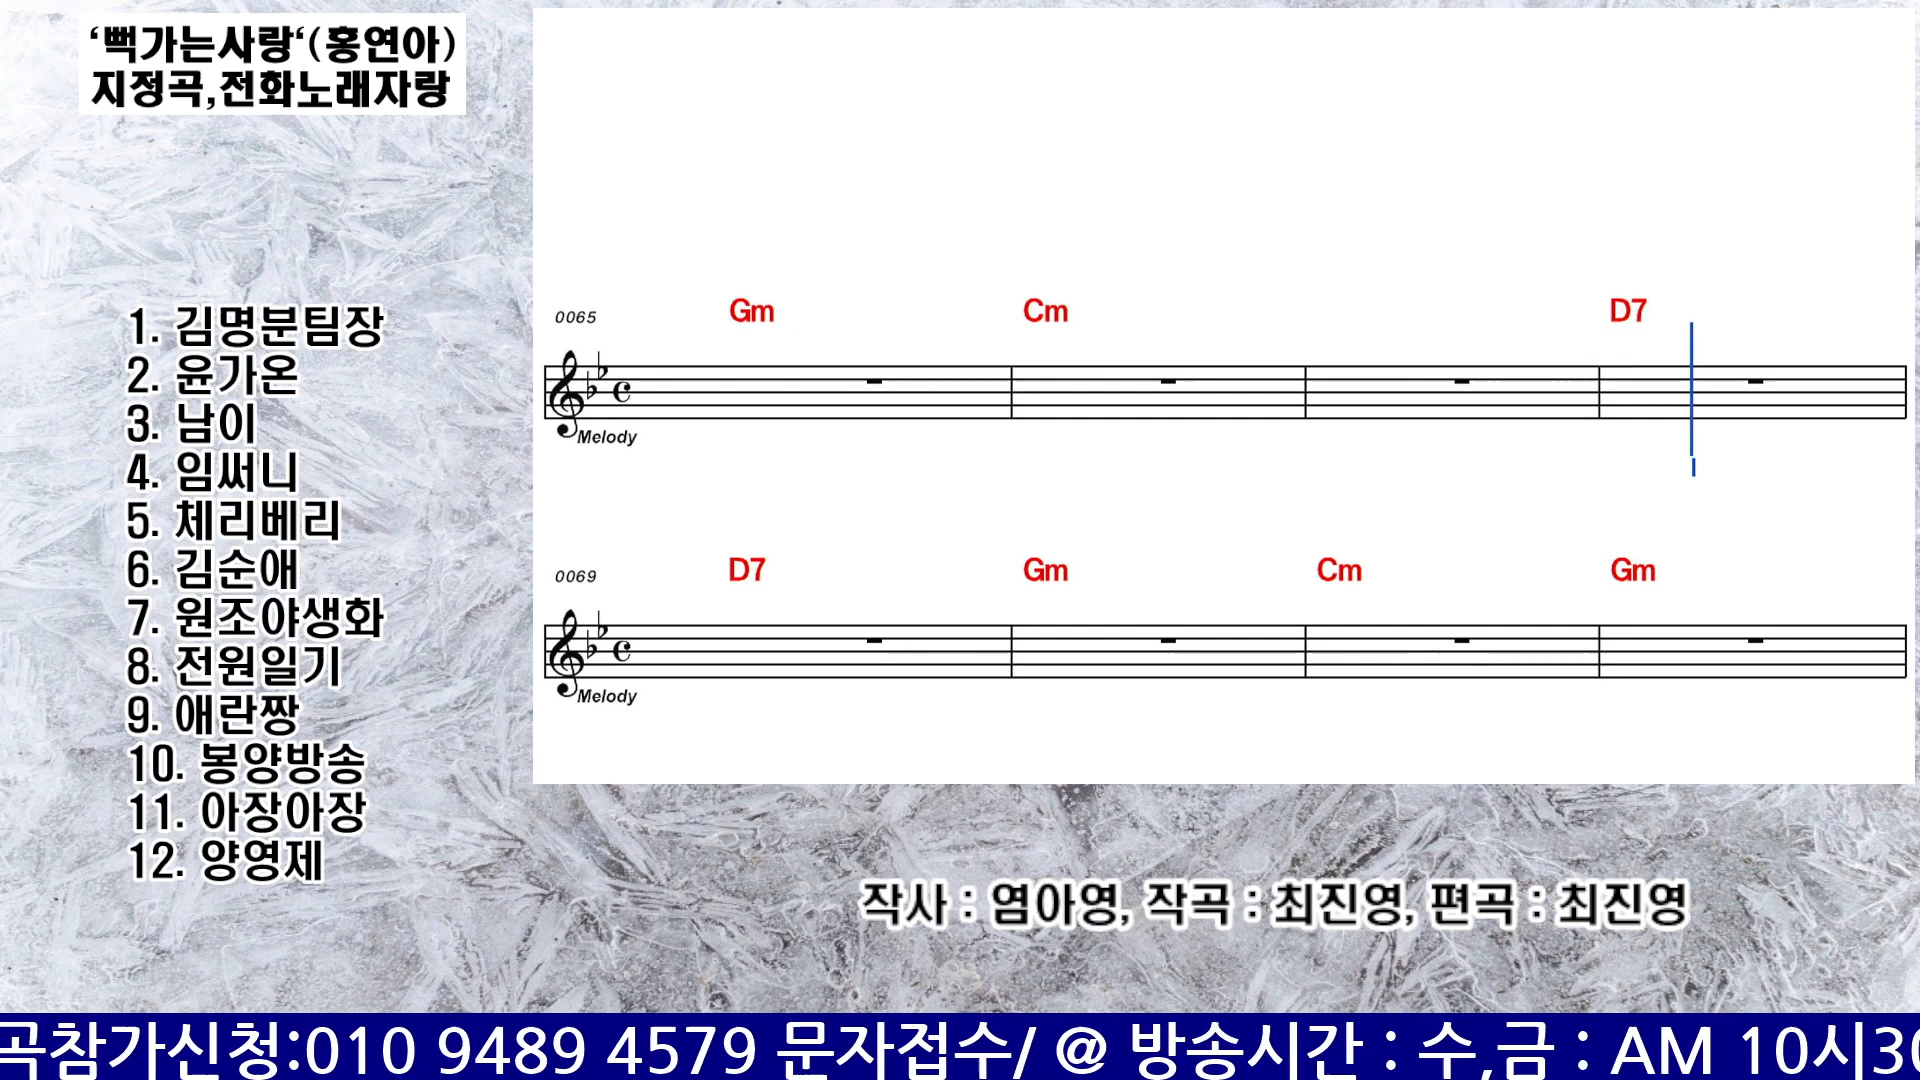 ‘뻑가는사랑‘(홍연아)
지정곡,전화노래자랑
1. 김명분팀장
2. 윤가온
3. 남이
4. 임써니
5. 체리베리
6. 김순애
7. 원조야생화
8. 전원일기
9. 애란짱
10. 봉양방송
11. 아장아장
12. 양영제
0065
Gm Cm D7
Melody
0069
D7 Gm Cm Gm
Melody
작사 : 염아영, 작곡 : 최진영, 편곡 : 최진영
곡참가신청:010 9489 4579 문자접수/ @ 방송시간 : 수,금 : AM 10시30